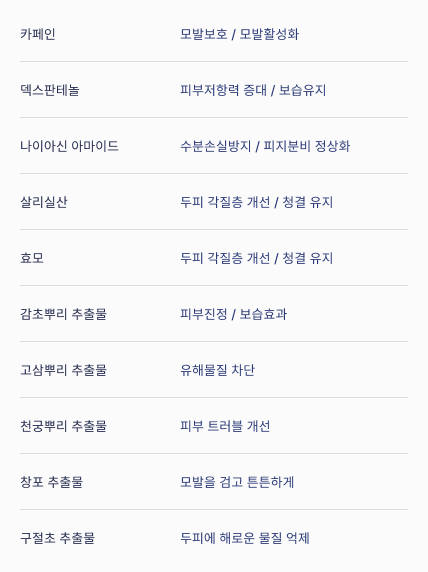 카페인 모발보호 / 모발활성화
덱스판테놀 피부저항력 증대 / 보습유지
나이아신 아마이드 수분손실방지 / 피지분비 정상화
살리실산 두피 각질층 개선 / 청결 유지
효모 두피 각질층 개선 / 청결 유지
감초뿌리 추출물 피부진정 / 보습효과
고삼뿌리 추출물 유해물질 차단
천궁뿌리 추출물 피부 트러블 개선
창포 추출물 모발을 검고 튼튼하게
구절초 추출물 두피에 해로운 물질 억제